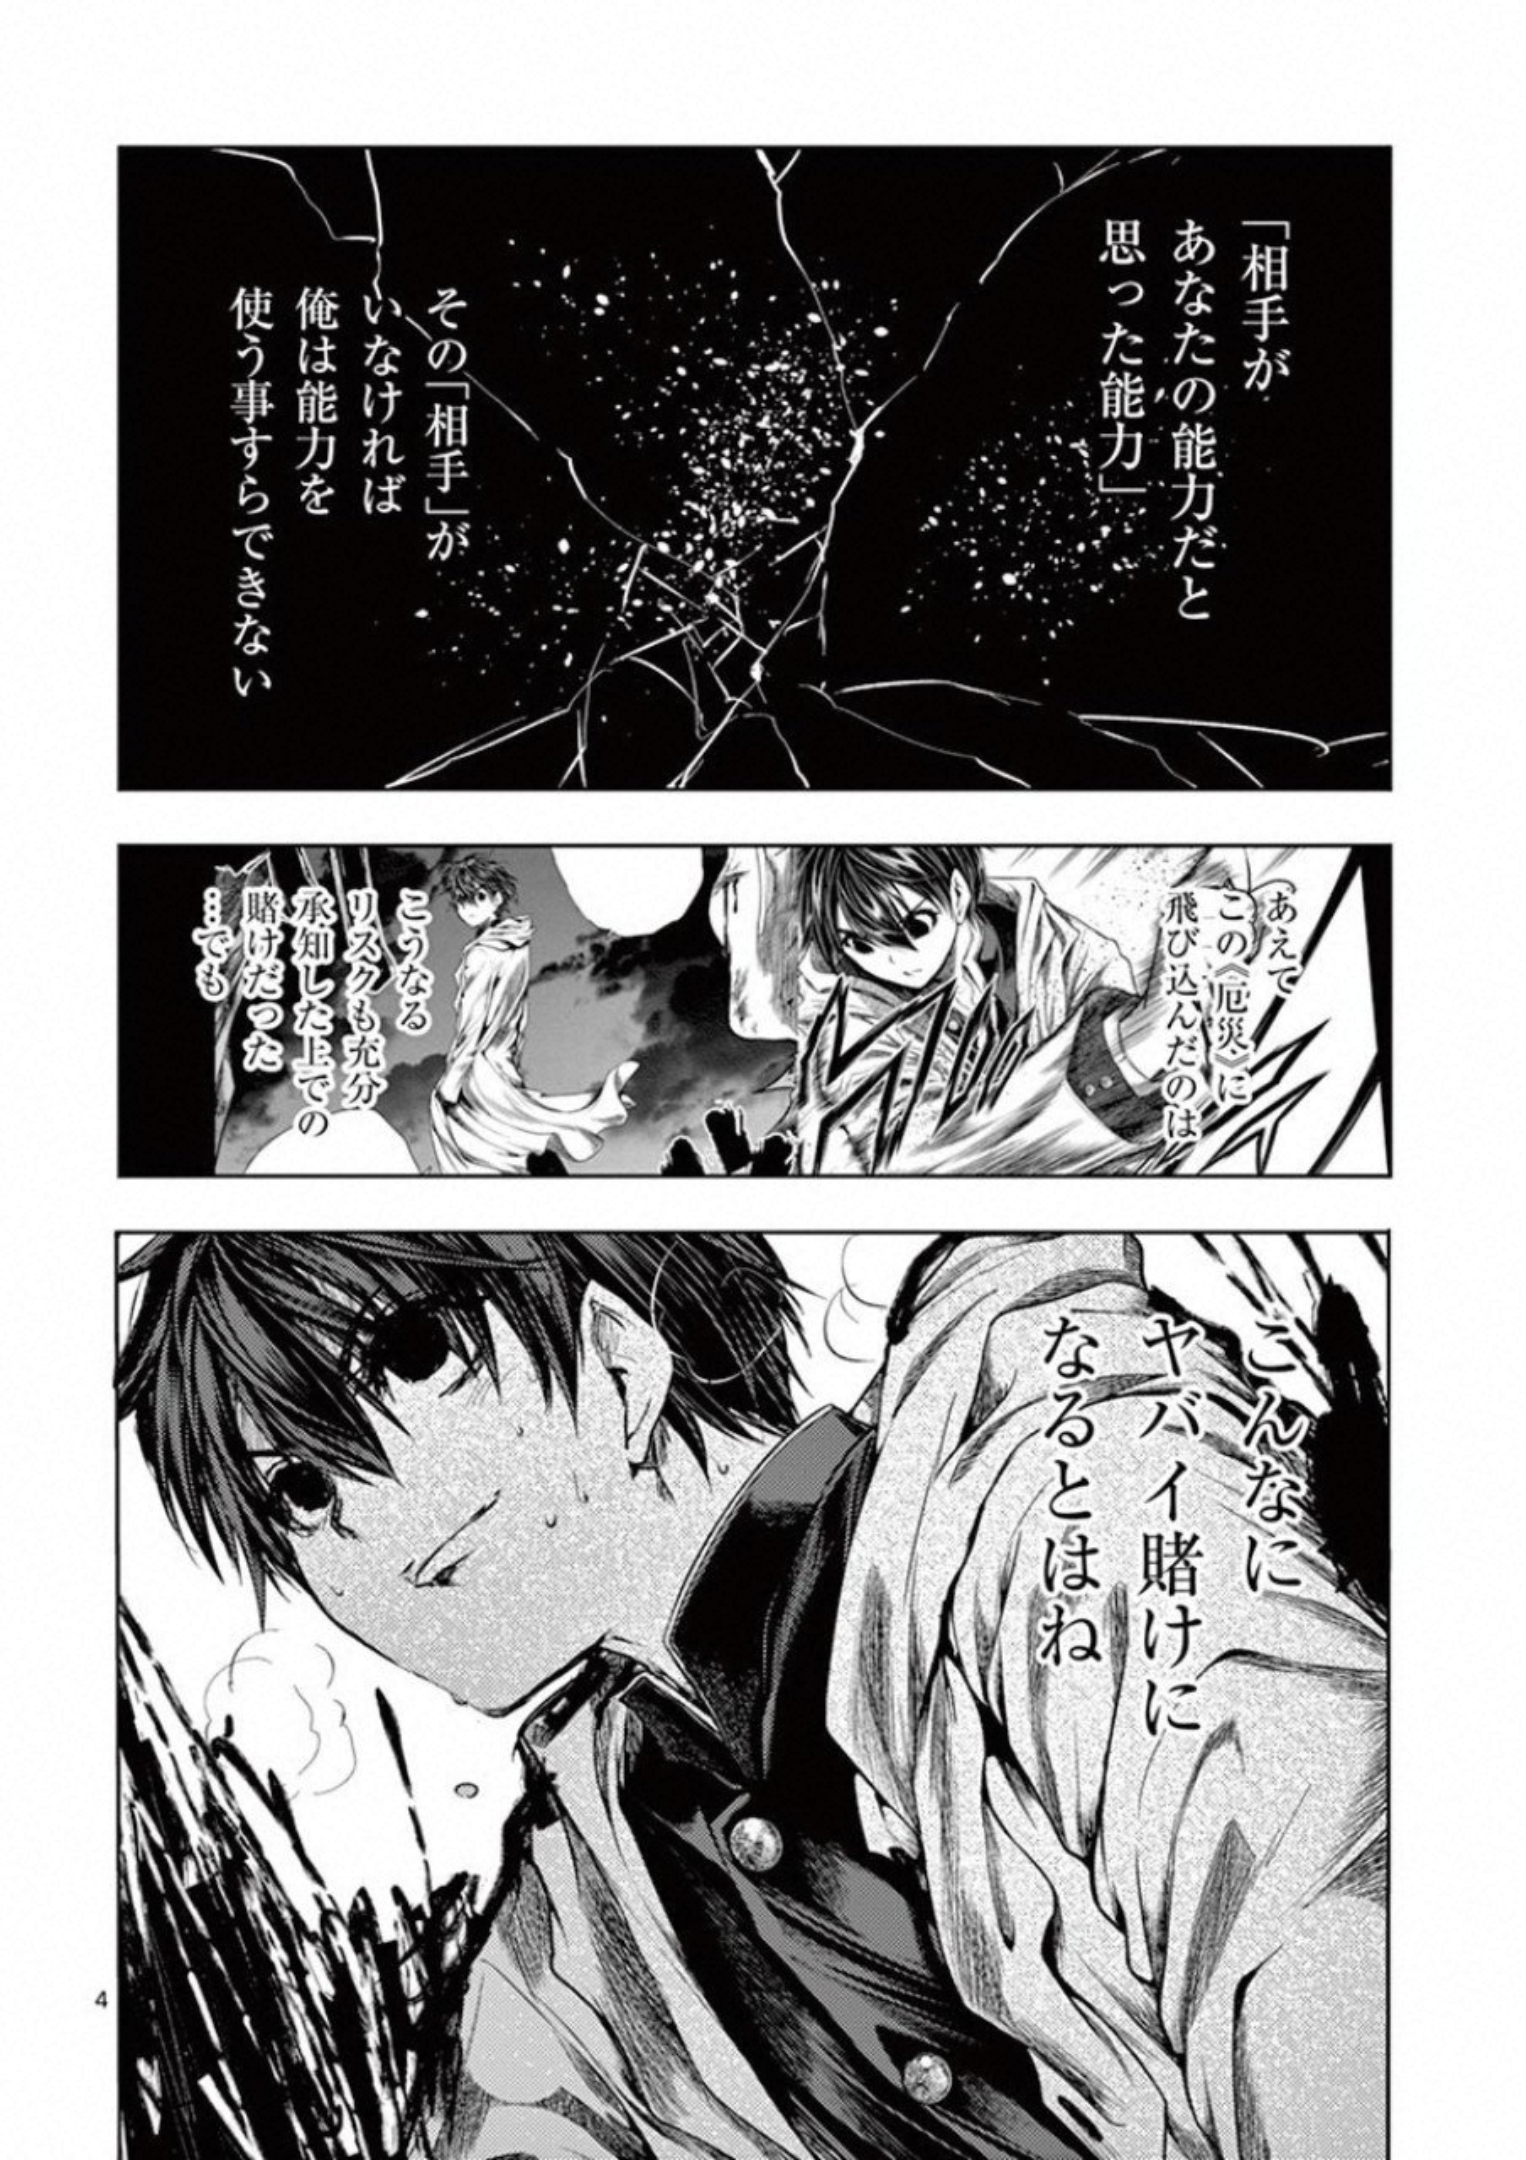 「相手が
あなたの能力だと
思った能力」
その「相手」が
いなければ
俺は能力を
使う事すらできない
あえて
この《厄災》に
飛び込んだのは
こうなる
リスクも充分
承知した上での
賭けだった
…でも
こんなに
ヤバイ賭けに
なるとはね
4